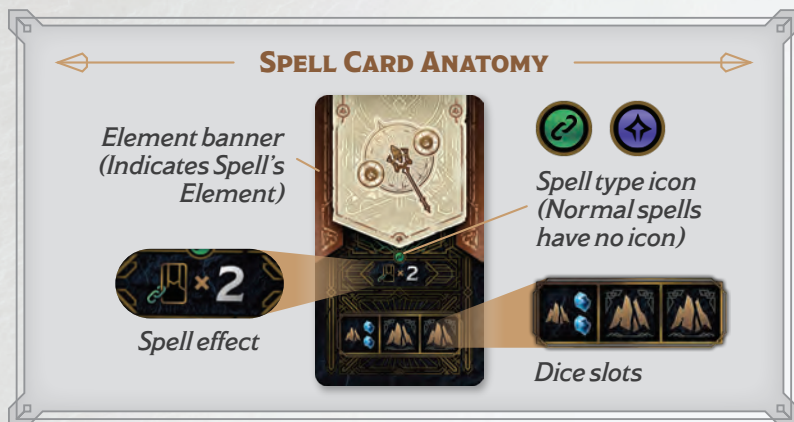 SPELL CARD ANATOMY
Element banner
(Indicates Spell's
Element)
Spell type icon
(Normal spells
have no icon)
×2
×2
Spell effect
Dice slots